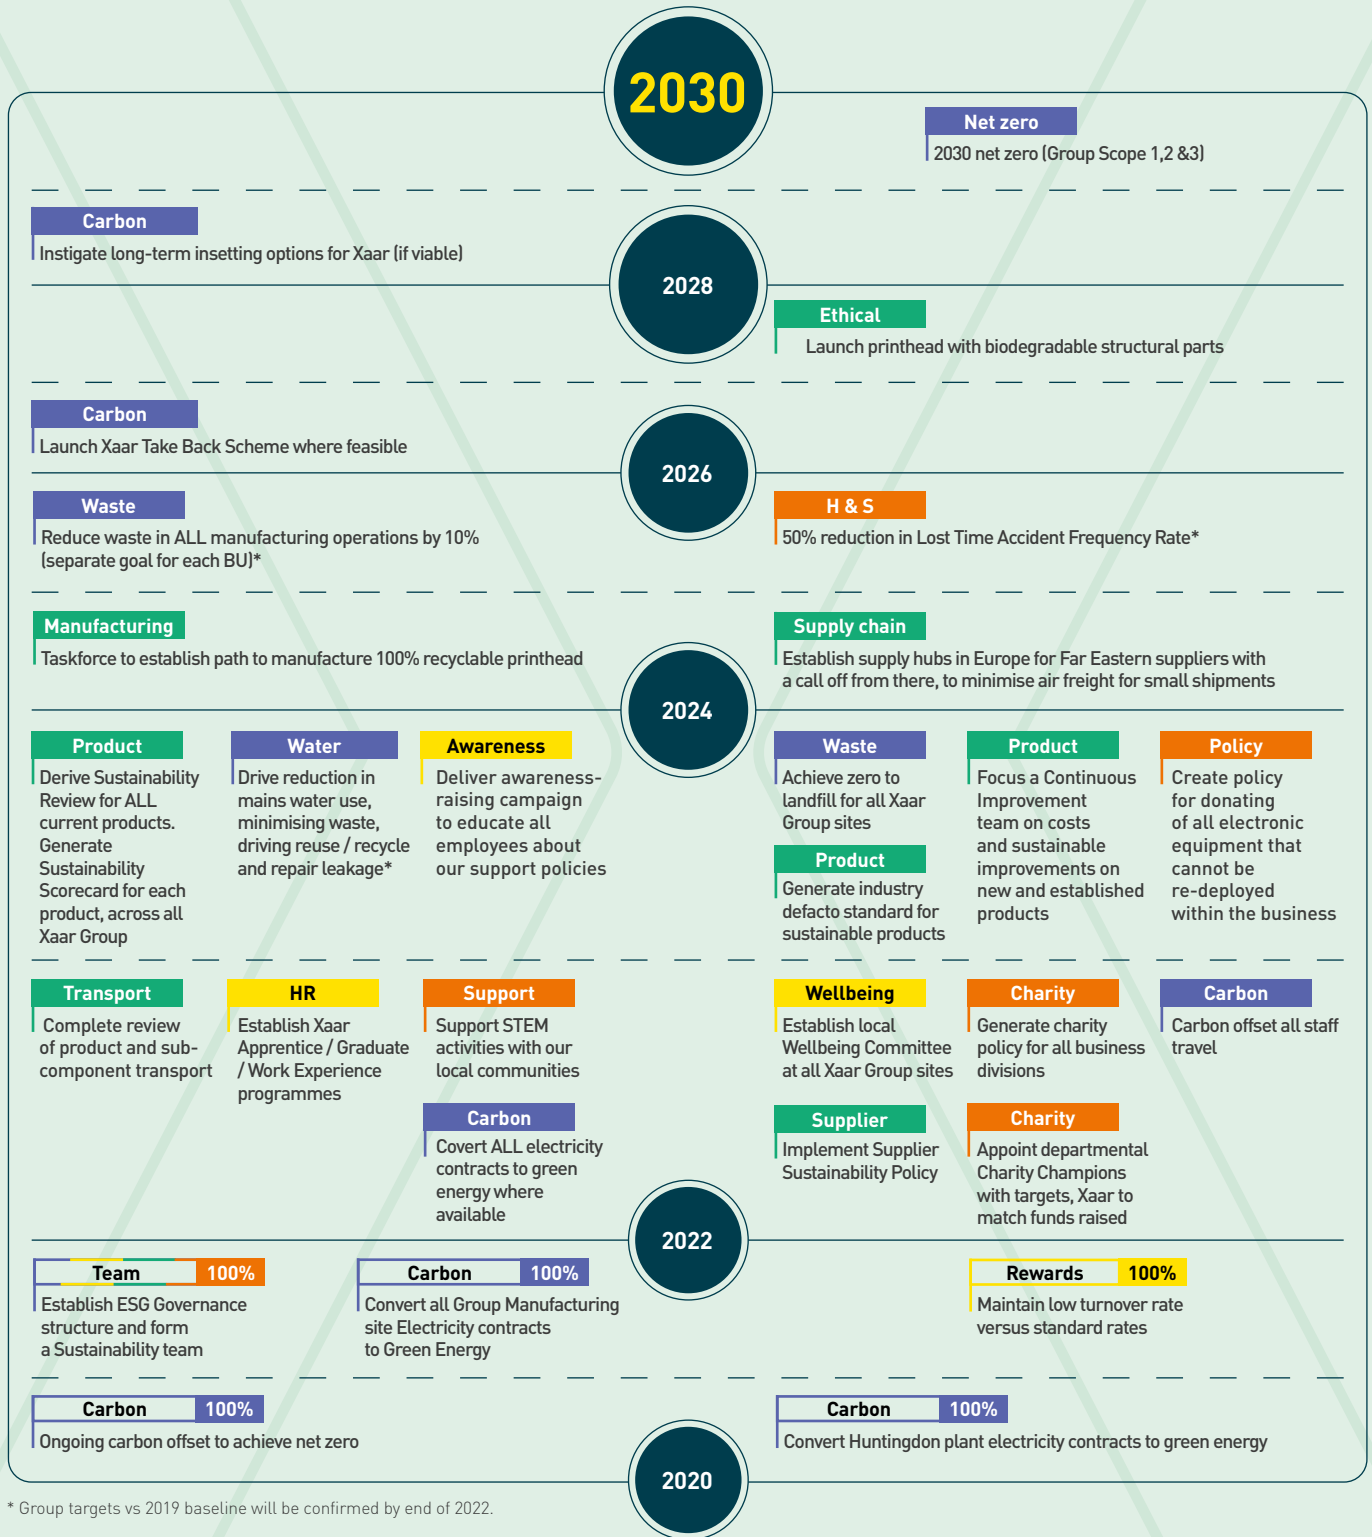 2030
Net zero
2030 net zero (Group Scope 1,2 &3)
Carbon
Instigate long-term insetting options for Xaar (if viable)
2028
Ethical
Launch printhead with biodegradable structural parts
Carbon
Launch Xaar Take Back Scheme where feasible
2026
Waste
Reduce waste in ALL manufacturing operations by 10%
(separate goal for each BU)*
H & S
50% reduction in Lost Time Accident Frequency Rate*
Manufacturing
Taskforce to establish path to manufacture 100% recyclable printhead
Supply chain
Establish supply hubs in Europe for Far Eastern suppliers with
a call off from there, to minimise air freight for small shipments
2024
Product
Derive Sustainability
Review for ALL
current products.
Generate
Sustainability
Scorecard for each
product, across all
Xaar Group
Water
Drive reduction in
mains water use,
minimising waste,
driving reuse / recycle
and repair leakage*
Awareness
Deliver awareness-
raising campaign
to educate all
employees about
our support policies
Waste
Achieve zero to
landfill for all Xaar
Group sites
Product
Generate industry
defacto standard for
sustainable products
Product
Focus a Continuous
Improvement
team on costs
and sustainable
improvements on
new and established
products
Policy
Create policy
for donating
of all electronic
equipment that
cannot be
re-deployed
within the business
Transport
Complete review
of product and sub-
component transport
HR
Establish Xaar
Apprentice / Graduate
/ Work Experience
programmes
Support
Support STEM
activities with our
local communities
Carbon
Covert ALL electricity
contracts to green
energy where
available
Wellbeing
Establish local
Wellbeing Committee
at all Xaar Group sites
Supplier
Implement Supplier
Sustainability Policy
Charity
Generate charity
policy for all business
divisions
Charity
Appoint departmental
Charity Champions
with targets, Xaar to
match funds raised
Carbon
Carbon offset all staff
travel
2022
Team 100%
Establish ESG Governance
structure and form
a Sustainability team
Carbon 100%
Convert all Group Manufacturing
site Electricity contracts
to Green Energy
Rewards 100%
Maintain low turnover rate
versus standard rates
Carbon 100%
Ongoing carbon offset to achieve net zero
Carbon 100%
Convert Huntingdon plant electricity contracts to green energy
2020
* Group targets vs 2019 baseline will be confirmed by end of 2022.